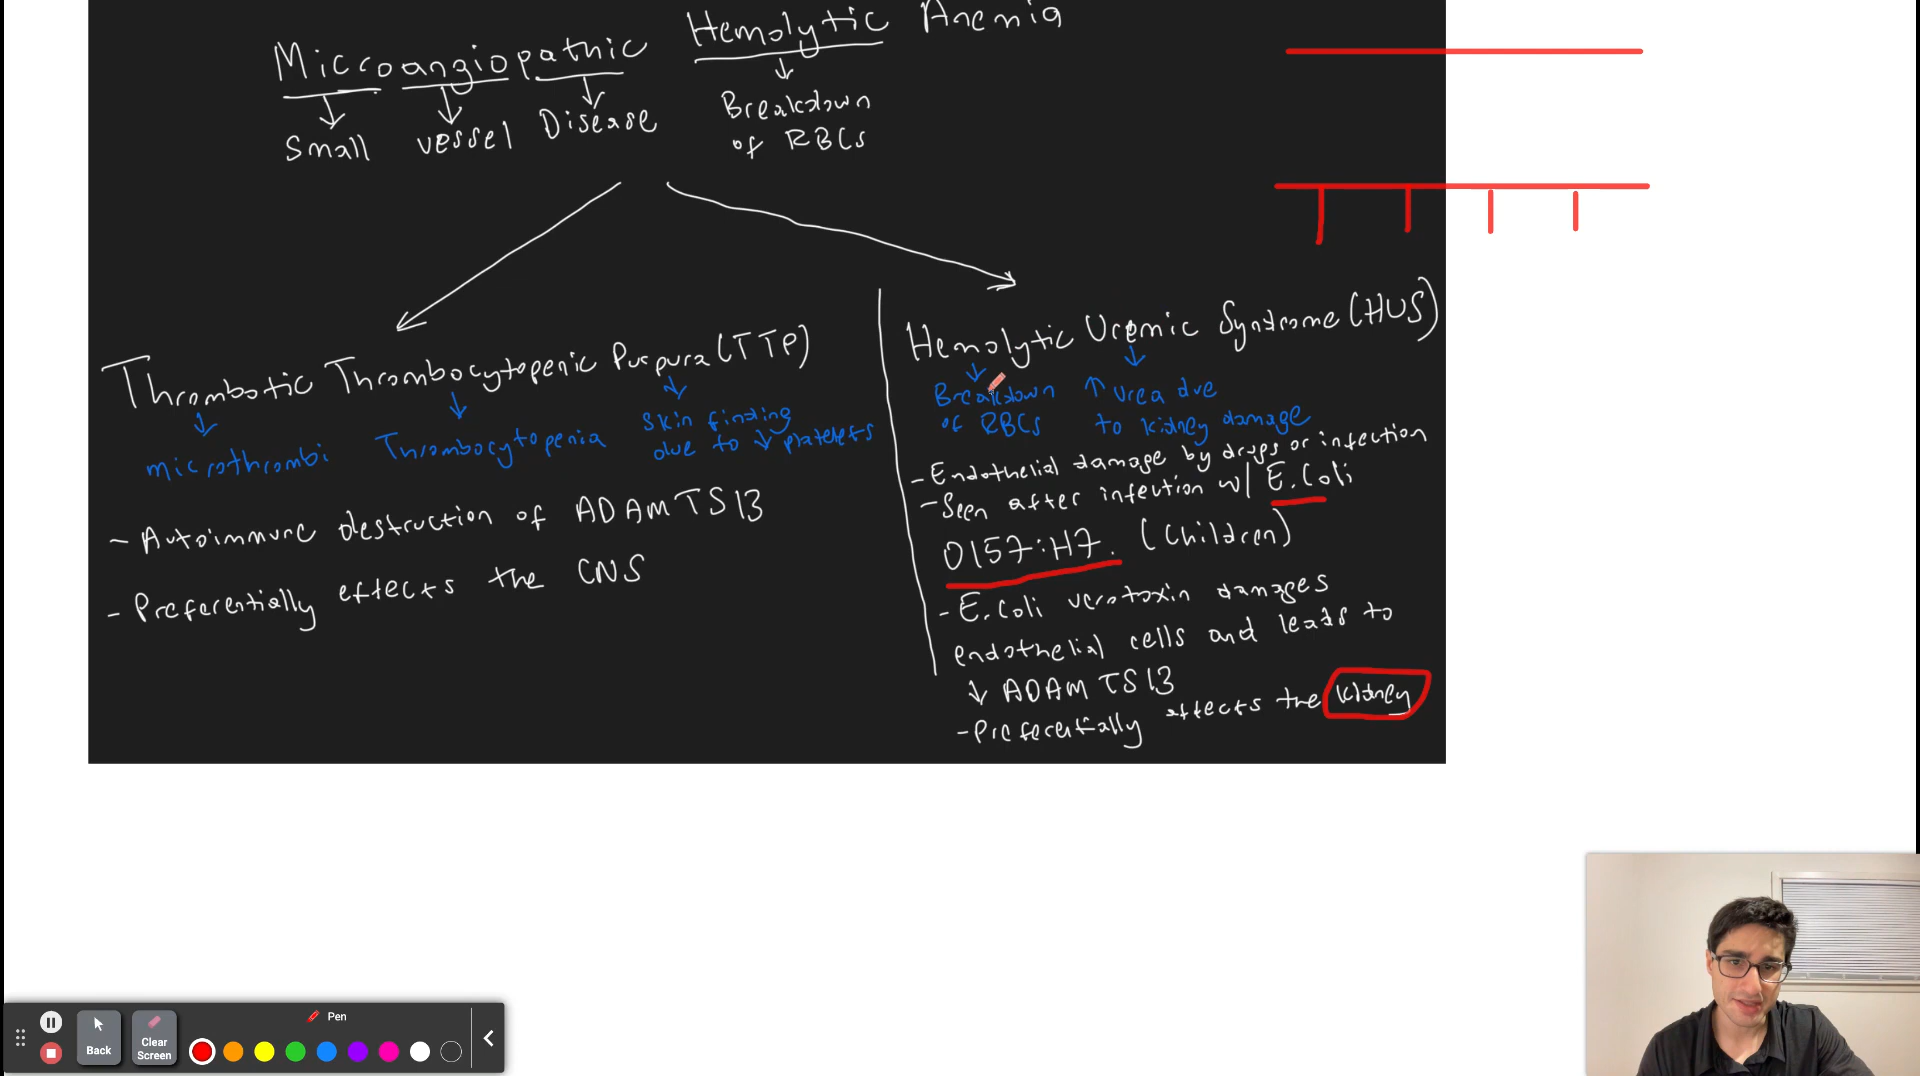 Microangiopathic Hemolytic Anemia
Small vessel Disease
Breakdown
of RBCs
Thrombotic Thrombocytopenic Purpura (TTP)
microthrombi
Thrombocytopenia
Skin finding
due to ↓ platelets
- Autoimmune destruction of ADAMTS13
- Preferentially effects the CNS
Hemolytic Uremic Syndrome (HUS)
Breakdown
of RBCs
↑ Urea due
to kidney damage
- Endothelial damage by drugs or infection
- Seen after infection w/ E.Coli
O157:H7. (Children)
- E.Coli verotoxin damages
endothelial cells and leads to
↓ ADAMTS13
- Preferentially effects the kidney
Pen
Back
Clear
Screen